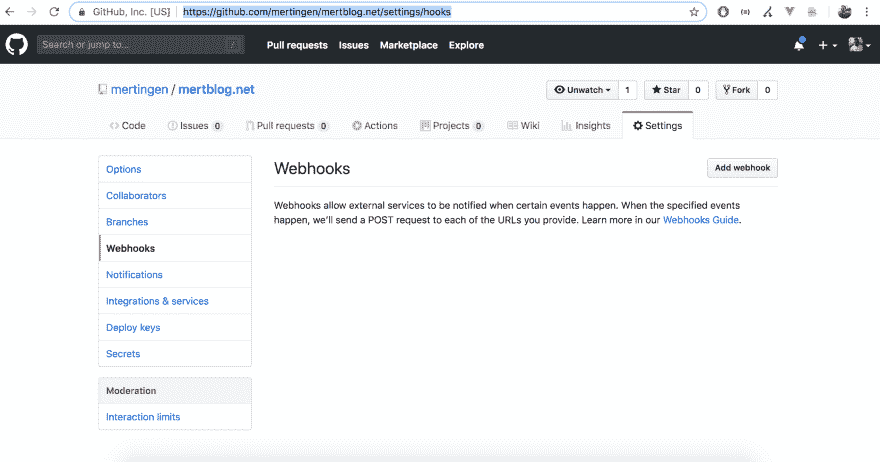 GitHub, Inc. [US] https://github.com/mertingen/mertblog.net/settings/hooks
Search or jump to... /
Pull requests Issues Marketplace Explore
mertingen / mertblog.net
Unwatch 1 Star 0 Fork 0
Code Issues 0 Pull requests 0 Actions Projects 0 Wiki Insights Settings
Options
Collaborators
Branches
Webhooks
Notifications
Integrations & services
Deploy keys
Secrets
Moderation
Interaction limits
Webhooks Add webhook
Webhooks allow external services to be notified when certain events happen. When the specified events
happen, we'll send a POST request to each of the URLs you provide. Learn more in our Webhooks Guide.